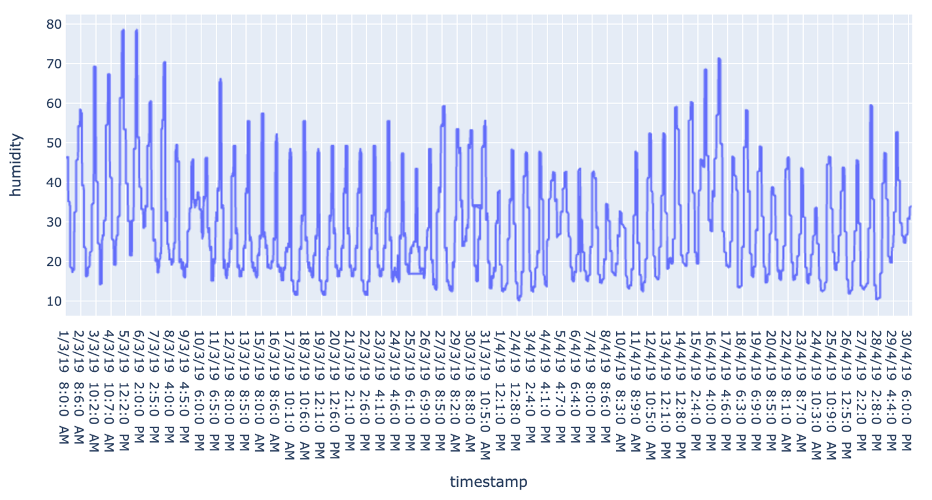 humidity
80
70
60
50
40
30
20
10
1/3/19 8:0:0 AM
2/3/19 8:6:0 AM
3/3/19 10:2:0 AM
4/3/19 10:7:0 AM
5/3/19 12:2:0 PM
6/3/19 2:0:0 PM
7/3/19 2:5:0 PM
8/3/19 4:0:0 PM
9/3/19 4:5:0 PM
10/3/19 6:0:0 PM
11/3/19 6:5:0 PM
13/3/19 8:0:0 AM
14/3/19 8:5:0 AM
15/3/19 8:0:0 AM
16/3/19 8:6:0 AM
17/3/19 10:1:0 AM
18/3/19 10:6:0 AM
19/3/19 12:1:0 PM
20/3/19 12:6:0 PM
21/3/19 2:1:0 PM
22/3/19 2:6:0 PM
23/3/19 4:1:0 PM
24/3/19 4:6:0 PM
25/3/19 6:1:0 PM
26/3/19 6:9:0 PM
27/3/19 8:5:0 PM
29/3/19 8:2:0 AM
30/3/19 8:8:0 AM
31/3/19 10:5:0 AM
1/4/19 12:1:0 PM
2/4/19 12:8:0 PM
3/4/19 2:4:0 PM
4/4/19 4:1:0 PM
5/4/19 4:7:0 PM
6/4/19 6:4:0 PM
7/4/19 8:0:0 PM
8/4/19 8:6:0 PM
10/4/19 8:3:0 AM
11/4/19 8:9:0 AM
12/4/19 10:5:0 AM
12/4/19 12:2:0 PM
13/4/19 12:8:0 PM
14/4/19 2:4:0 PM
15/4/19 4:0:0 PM
16/4/19 4:6:0 PM
17/4/19 6:3:0 PM
18/4/19 6:9:0 PM
19/4/19 8:5:0 PM
20/4/19 8:1:0 AM
22/4/19 8:7:0 AM
23/4/19 10:3:0 AM
24/4/19 10:9:0 AM
25/4/19 12:5:0 PM
26/4/19 2:2:0 PM
27/4/19 2:8:0 PM
28/4/19 4:4:0 PM
29/4/19 6:0:0 PM
30/4/19
timestamp